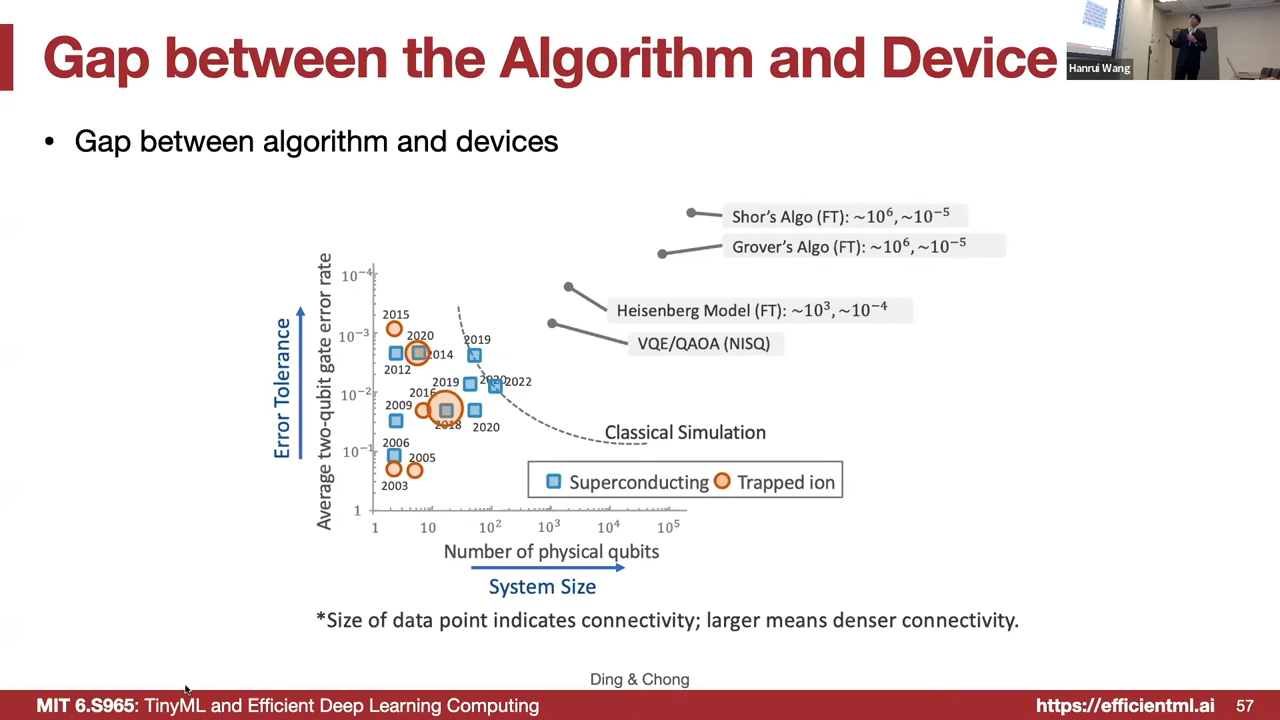 Gap between the Algorithm and Device
Hanrui Wang
• Gap between algorithm and devices
Shor's Algo (FT): ~10⁶, ~10⁻⁵
Grover's Algo (FT): ~10⁶, ~10⁻⁵
Heisenberg Model (FT): ~10³, ~10⁻⁴
VQE/QAOA (NISQ)
Error Tolerance
Average two-qubit gate error rate
10⁻⁴
10⁻³
10⁻²
10⁻¹
1
2015
2020
2014
2012
2019
2020
2022
2019
2016
2009
2018
2020
2006
2005
2003
Classical Simulation
Superconducting
Trapped ion
1
10
10²
10³
10⁴
10⁵
Number of physical qubits
System Size
*Size of data point indicates connectivity; larger means denser connectivity.
Ding & Chong
MIT 6.S965: TinyML and Efficient Deep Learning Computing
https://efficientml.ai
57